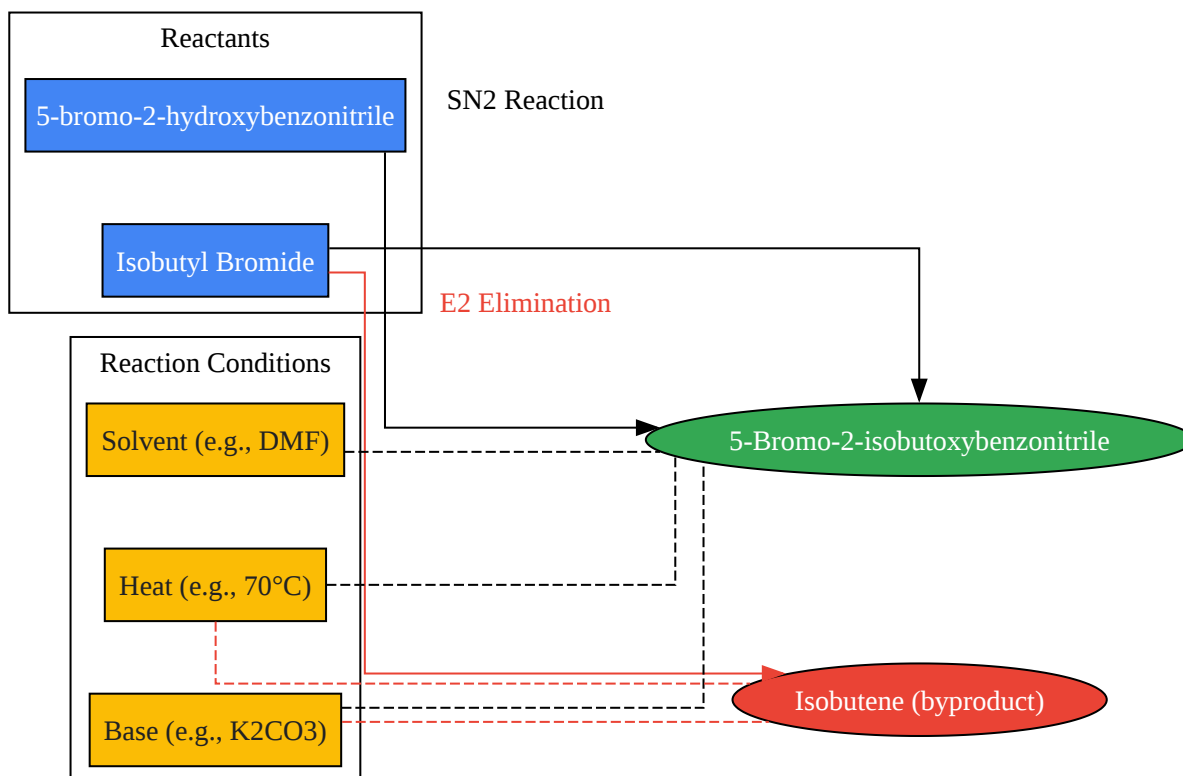 Reactants
5-bromo-2-hydroxybenzonitrile
SN2 Reaction
Isobutyl Bromide
E2 Elimination
Reaction Conditions
Solvent (e.g., DMF)
5-Bromo-2-isobutoxybenzonitrile
Heat (e.g., 70°C)
Base (e.g., K2CO3)
Isobutene (byproduct)